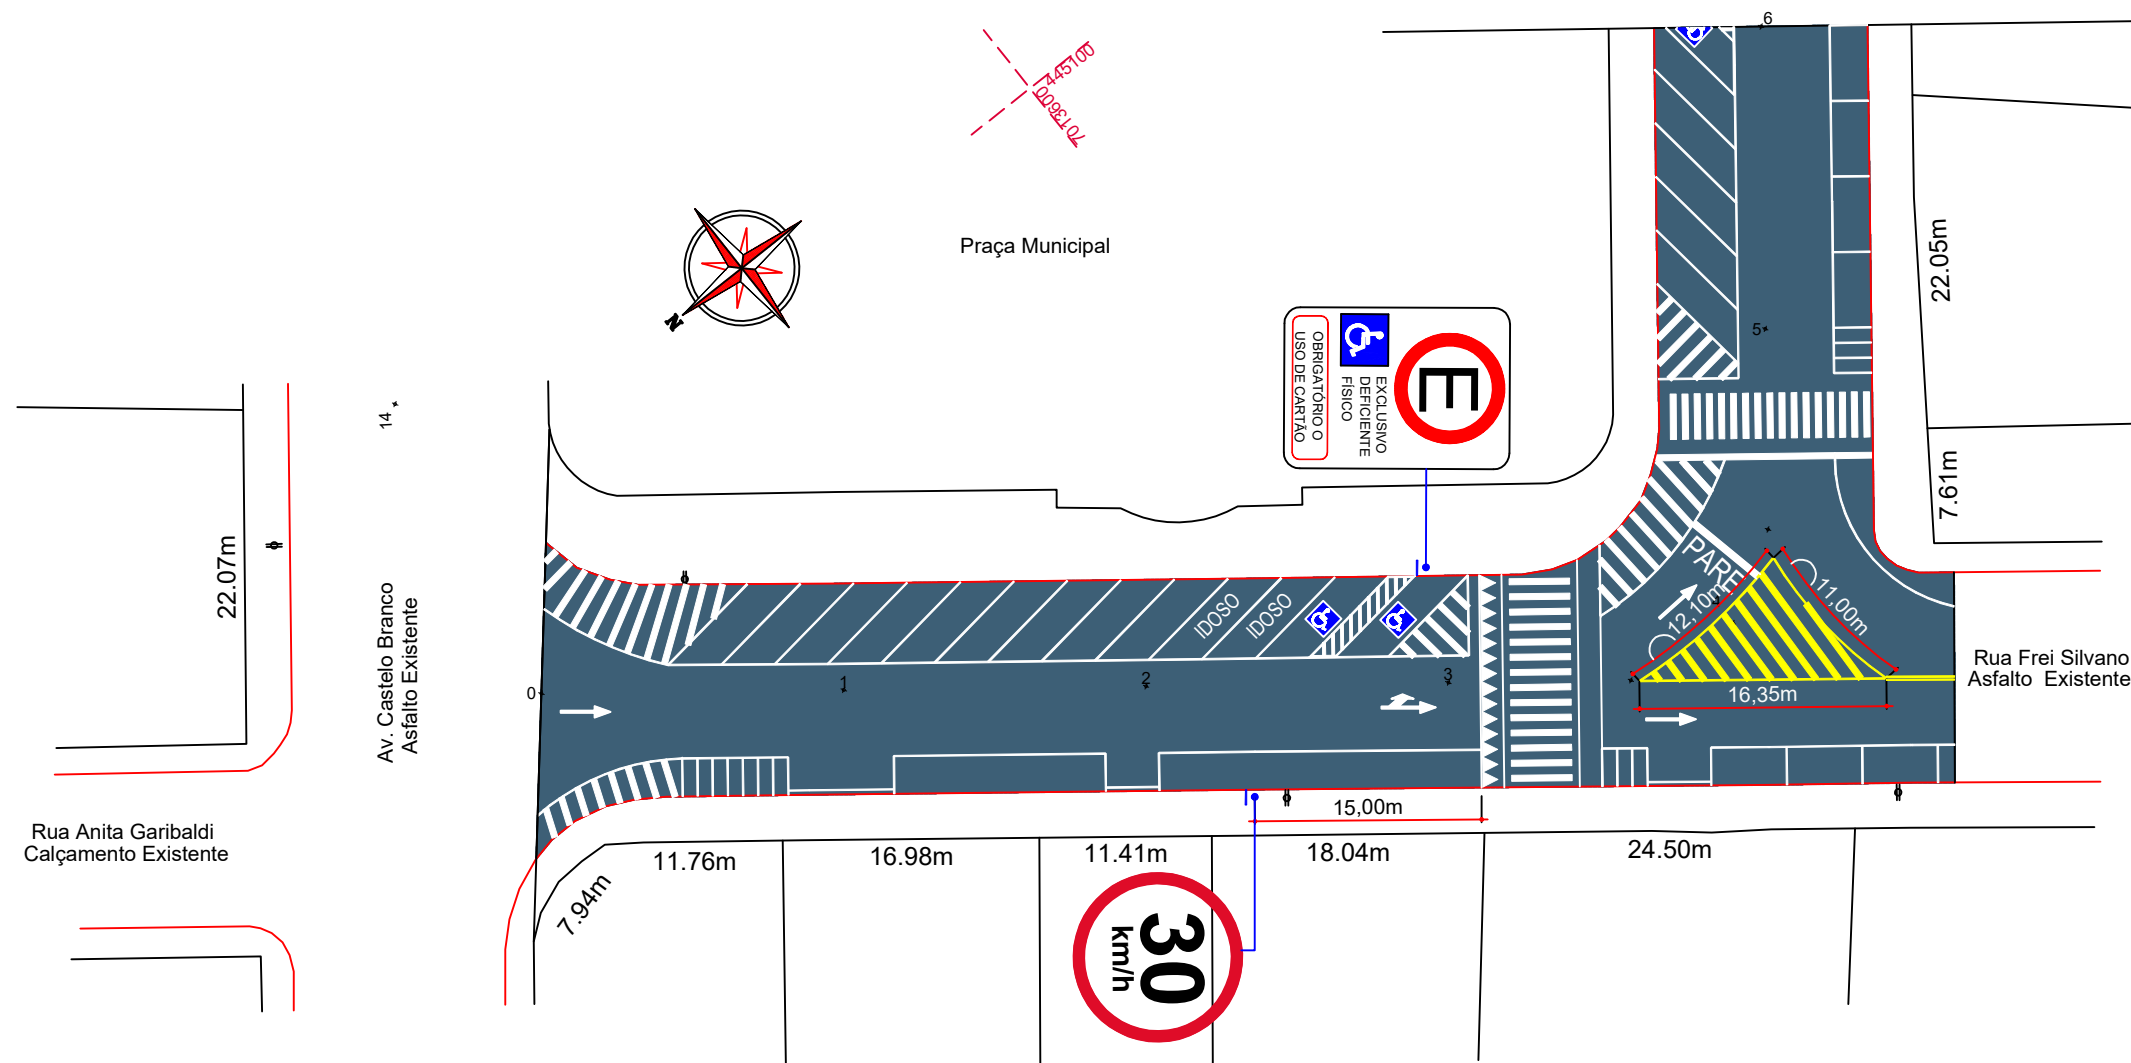 6
445100
7013600
Praça Municipal
N
22.05m
5
E
EXCLUSIVO
DEFICIENTE
FÍSICO
OBRIGATÓRIO O
USO DE CARTÃO
14
7.61m
22.07m
Av. Castelo Branco
Asfalto Existente
PARE
12,10m
11,00m
IDOSO
IDOSO
0
1
2
3
16,35m
Rua Frei Silvano
Asfalto Existente
15,00m
Rua Anita Garibaldi
Calçamento Existente
7.94m
11.76m
16.98m
11.41m
18.04m
24.50m
30
km/h